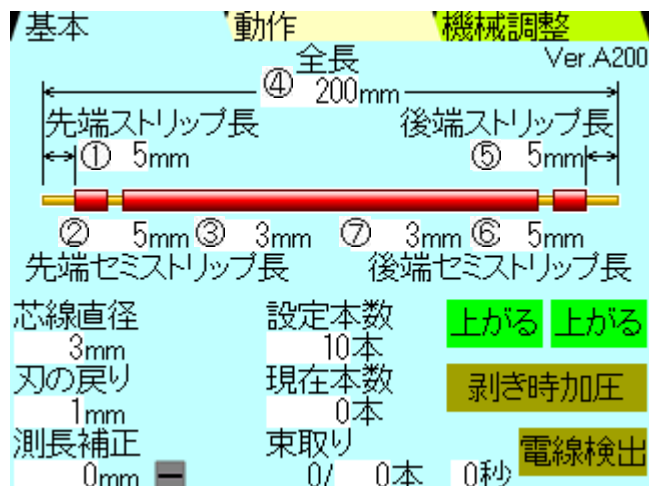 基本 動作 機械調整
全長 Ver.A200
④ 200mm
先端ストリップ長 後端ストリップ長
① 5mm ⑤ 5mm
② 5mm ③ 3mm ⑦ 3mm ⑥ 5mm
先端セミストリップ長 後端セミストリップ長
芯線直径 設定本数 上がる 上がる
3mm 10本
刃の戻り 現在本数 剥ぎ時加圧
1mm 0本
測長補正 束取り 電線検出
0mm ー 0/ 0本 0秒